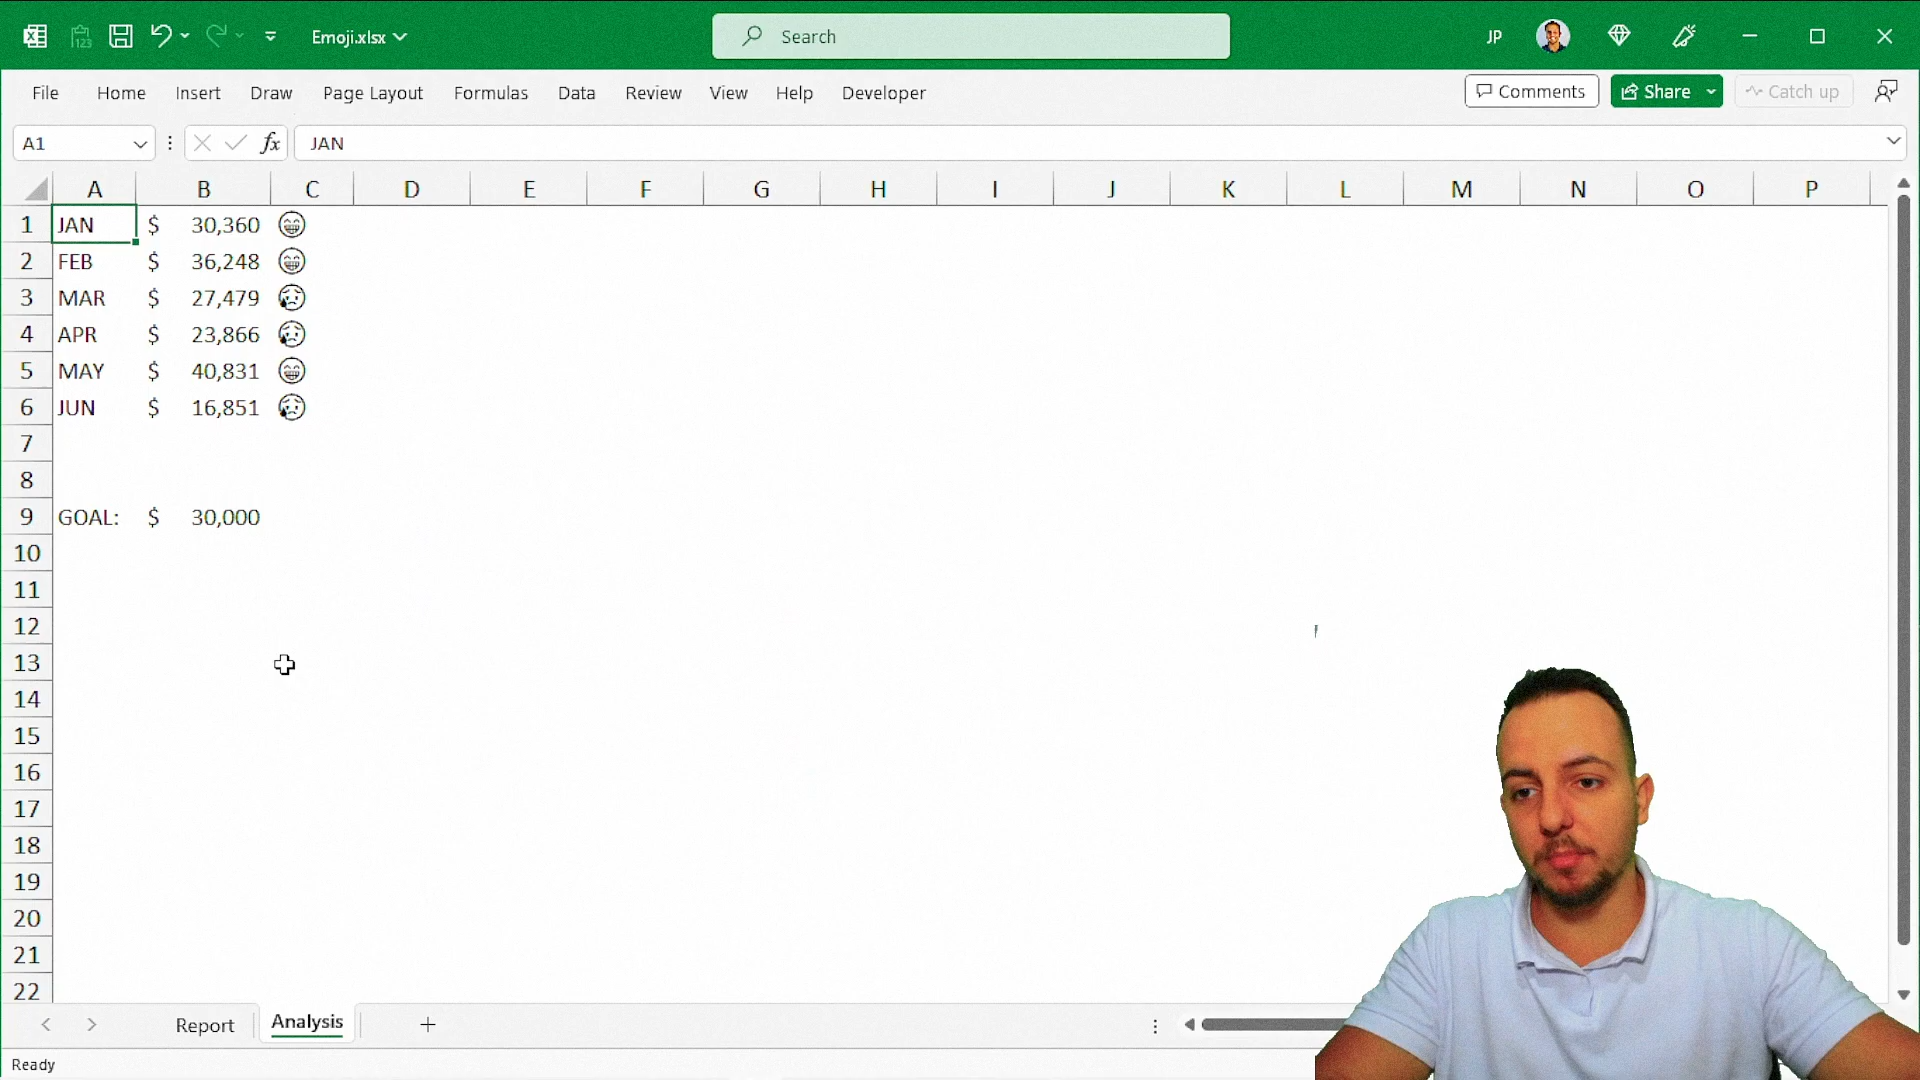 Emoji.xlsx
Search
JP
File Home Insert Draw Page Layout Formulas Data Review View Help Developer
Comments Share Catch up
A1 fx JAN
A B C D E F G H I J K L M N O P
1 JAN $ 30,360 😁
2 FEB $ 36,248 😁
3 MAR $ 27,479 😥
4 APR $ 23,866 😥
5 MAY $ 40,831 😁
6 JUN $ 16,851 😥
7
8
9 GOAL: $ 30,000
10
11
12
13
14
15
16
17
18
19
20
21
22
Report Analysis
Ready